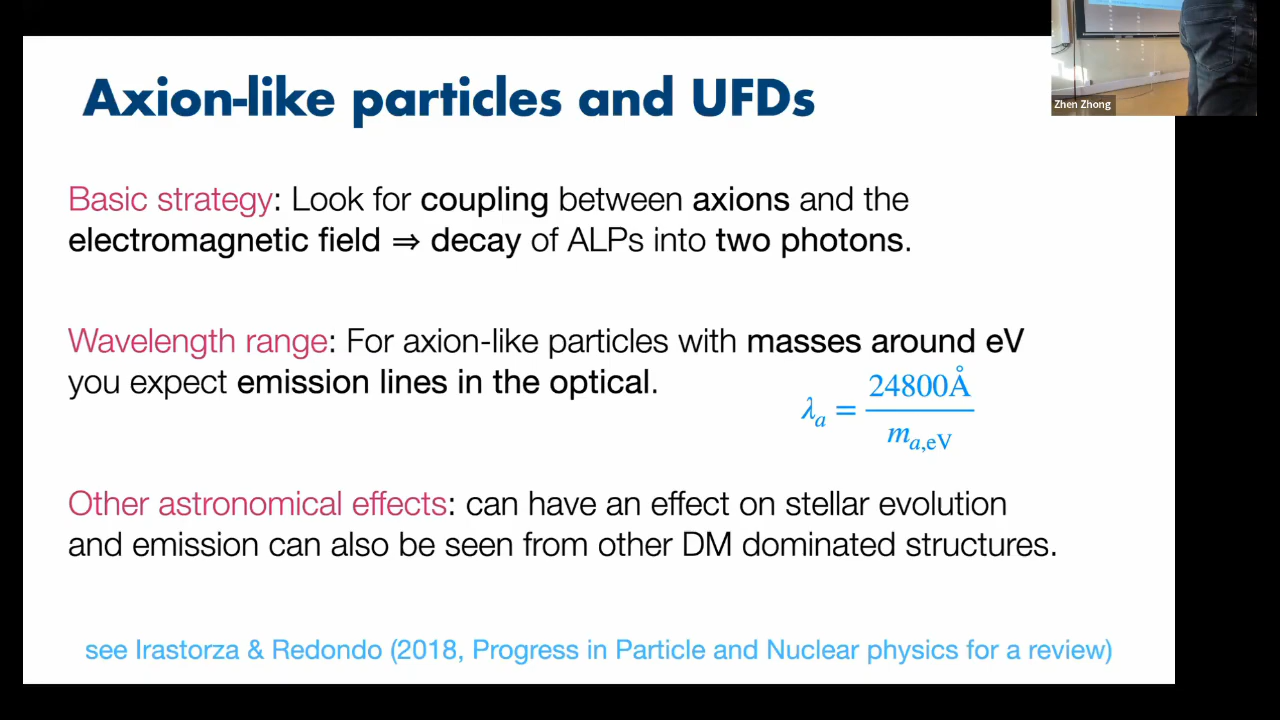 Axion-like particles and UFDs
Zhen Zhong
Basic strategy: Look for coupling between axions and the
electromagnetic field ⇒ decay of ALPs into two photons.
Wavelength range: For axion-like particles with masses around eV
you expect emission lines in the optical.
λ_a = 24800Å / m_{a,eV}
Other astronomical effects: can have an effect on stellar evolution
and emission can also be seen from other DM dominated structures.
see Irastorza & Redondo (2018, Progress in Particle and Nuclear physics for a review)